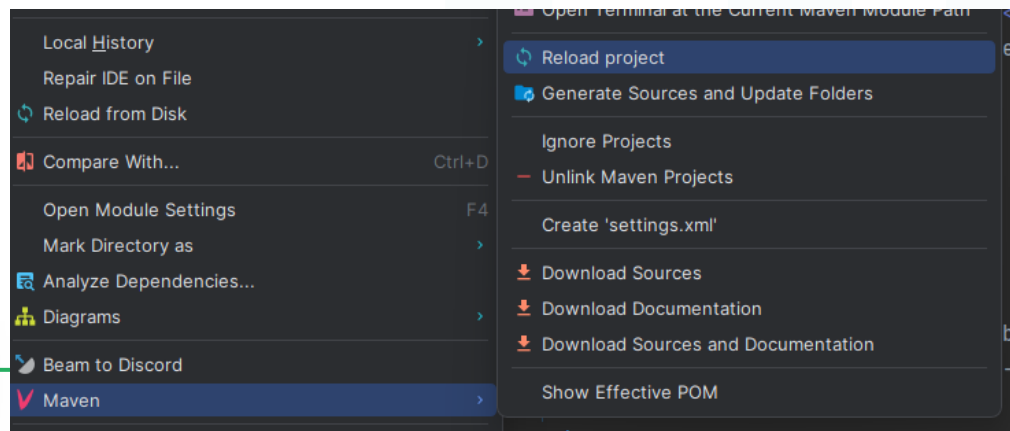 Local History
Repair IDE on File
Reload from Disk
Compare With... Ctrl+D
Open Module Settings F4
Mark Directory as
Analyze Dependencies...
Diagrams
Beam to Discord
Maven
Open Terminal at the Current Maven Module Path
Reload project
Generate Sources and Update Folders
Ignore Projects
Unlink Maven Projects
Create 'settings.xml'
Download Sources
Download Documentation
Download Sources and Documentation
Show Effective POM